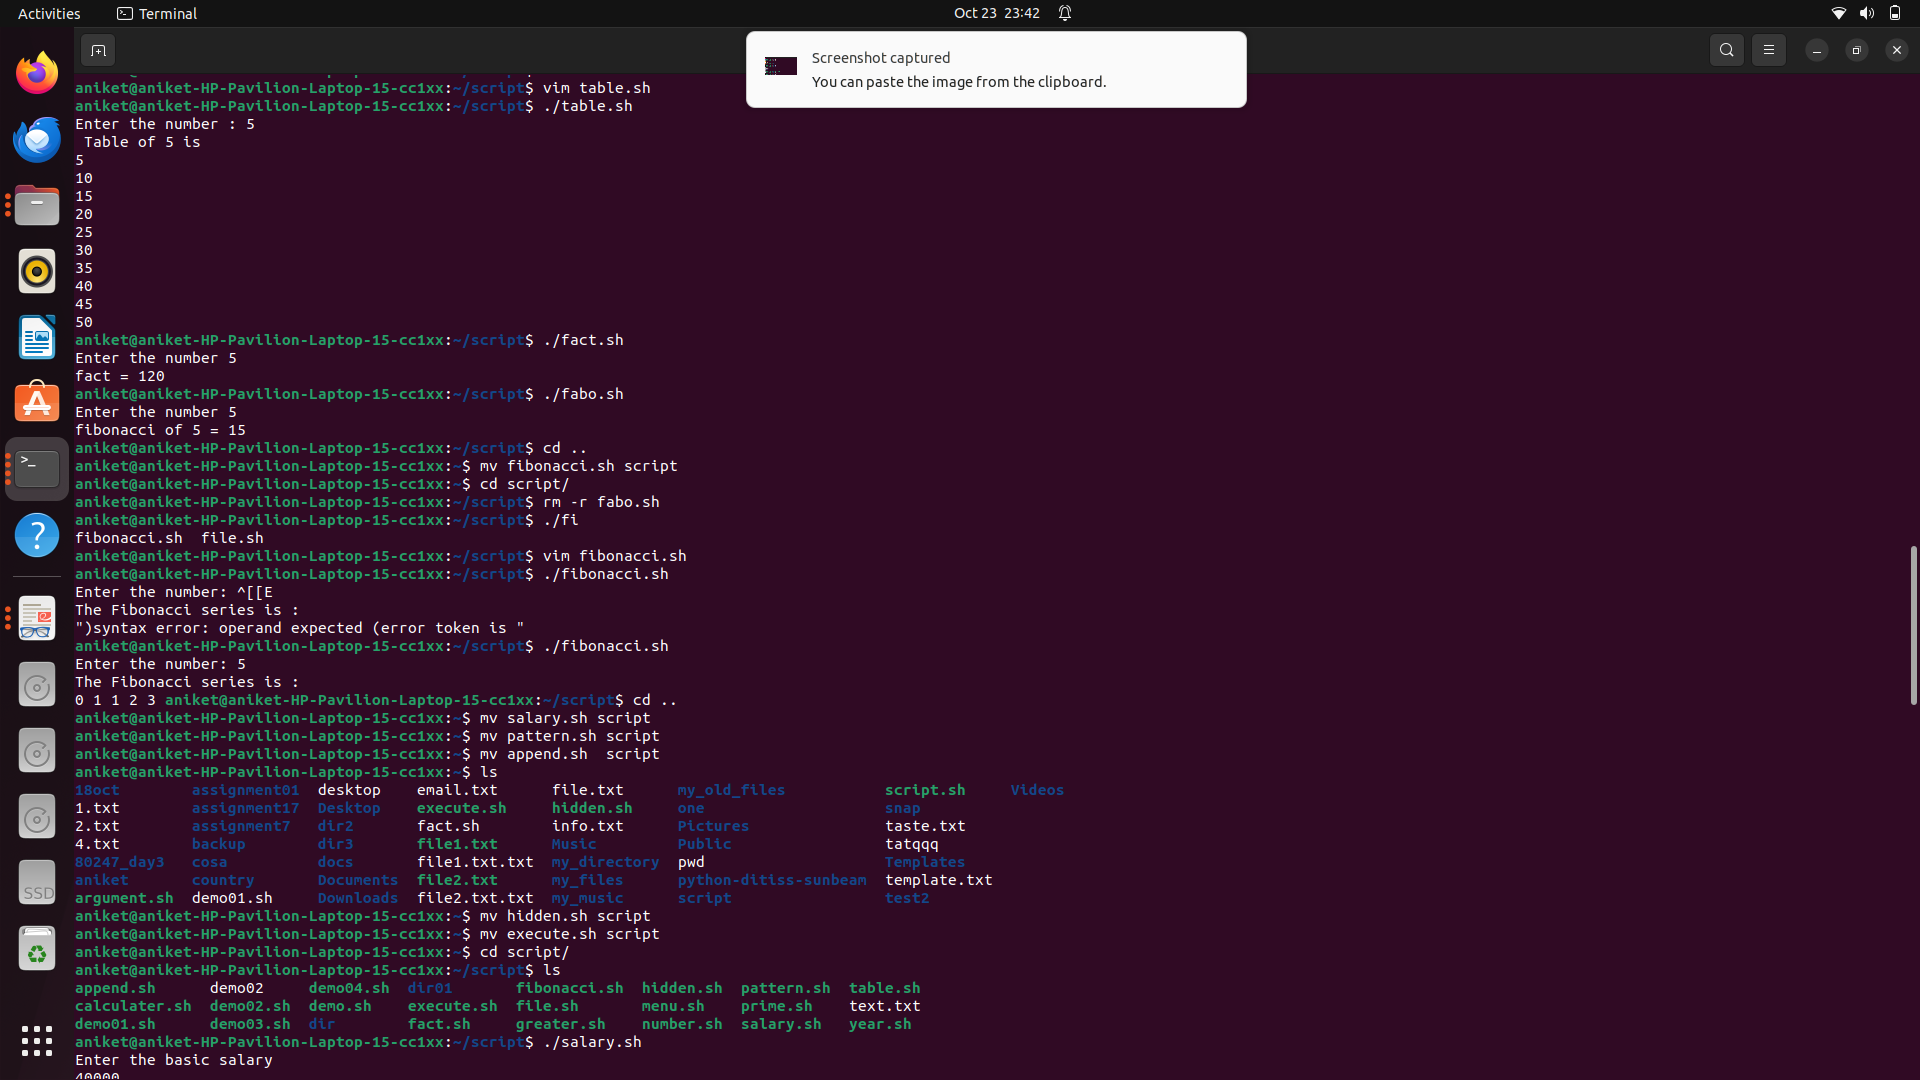 Activities
Terminal
Oct 23 23:42
Screenshot captured
You can paste the image from the clipboard.
aniket@aniket-HP-Pavilion-Laptop-15-cc1xx:~/script$ vim table.sh
aniket@aniket-HP-Pavilion-Laptop-15-cc1xx:~/script$ ./table.sh
Enter the number : 5
Table of 5 is
5
10
15
20
25
30
35
40
45
50
aniket@aniket-HP-Pavilion-Laptop-15-cc1xx:~/script$ ./fact.sh
Enter the number 5
fact = 120
aniket@aniket-HP-Pavilion-Laptop-15-cc1xx:~/script$ ./fabo.sh
Enter the number 5
fibonacci of 5 = 15
aniket@aniket-HP-Pavilion-Laptop-15-cc1xx:~/script$ cd ..
aniket@aniket-HP-Pavilion-Laptop-15-cc1xx:~$ mv fibonacci.sh script
aniket@aniket-HP-Pavilion-Laptop-15-cc1xx:~$ cd script/
aniket@aniket-HP-Pavilion-Laptop-15-cc1xx:~/script$ rm -r fabo.sh
aniket@aniket-HP-Pavilion-Laptop-15-cc1xx:~/script$ ./fi
fibonacci.sh  file.sh
aniket@aniket-HP-Pavilion-Laptop-15-cc1xx:~/script$ vim fibonacci.sh
aniket@aniket-HP-Pavilion-Laptop-15-cc1xx:~/script$ ./fibonacci.sh
Enter the number: ^[[E
The Fibonacci series is :
")syntax error: operand expected (error token is "
aniket@aniket-HP-Pavilion-Laptop-15-cc1xx:~/script$ ./fibonacci.sh
Enter the number: 5
The Fibonacci series is :
0 1 1 2 3 aniket@aniket-HP-Pavilion-Laptop-15-cc1xx:~/script$ cd ..
aniket@aniket-HP-Pavilion-Laptop-15-cc1xx:~$ mv salary.sh script
aniket@aniket-HP-Pavilion-Laptop-15-cc1xx:~$ mv pattern.sh script
aniket@aniket-HP-Pavilion-Laptop-15-cc1xx:~$ mv append.sh  script
aniket@aniket-HP-Pavilion-Laptop-15-cc1xx:~$ ls
18oct assignment01 desktop email.txt file.txt my_old_files script.sh Videos
1.txt assignment17 Desktop execute.sh hidden.sh one snap
2.txt assignment7 dir2 fact.sh info.txt Pictures taste.txt
4.txt backup dir3 file1.txt Music Public tatqqq
80247_day3 cosa docs file1.txt.txt my_directory pwd Templates
aniket country Documents file2.txt my_files python-ditiss-sunbeam template.txt
argument.sh demo01.sh Downloads file2.txt.txt my_music script test2
aniket@aniket-HP-Pavilion-Laptop-15-cc1xx:~$ mv hidden.sh script
aniket@aniket-HP-Pavilion-Laptop-15-cc1xx:~$ mv execute.sh script
aniket@aniket-HP-Pavilion-Laptop-15-cc1xx:~$ cd script/
aniket@aniket-HP-Pavilion-Laptop-15-cc1xx:~/script$ ls
append.sh demo02 demo04.sh dir01 fibonacci.sh hidden.sh pattern.sh table.sh
calculater.sh demo02.sh demo.sh execute.sh file.sh menu.sh prime.sh text.txt
demo01.sh demo03.sh dir fact.sh greater.sh number.sh salary.sh year.sh
aniket@aniket-HP-Pavilion-Laptop-15-cc1xx:~/script$ ./salary.sh
Enter the basic salary
40000
SSD